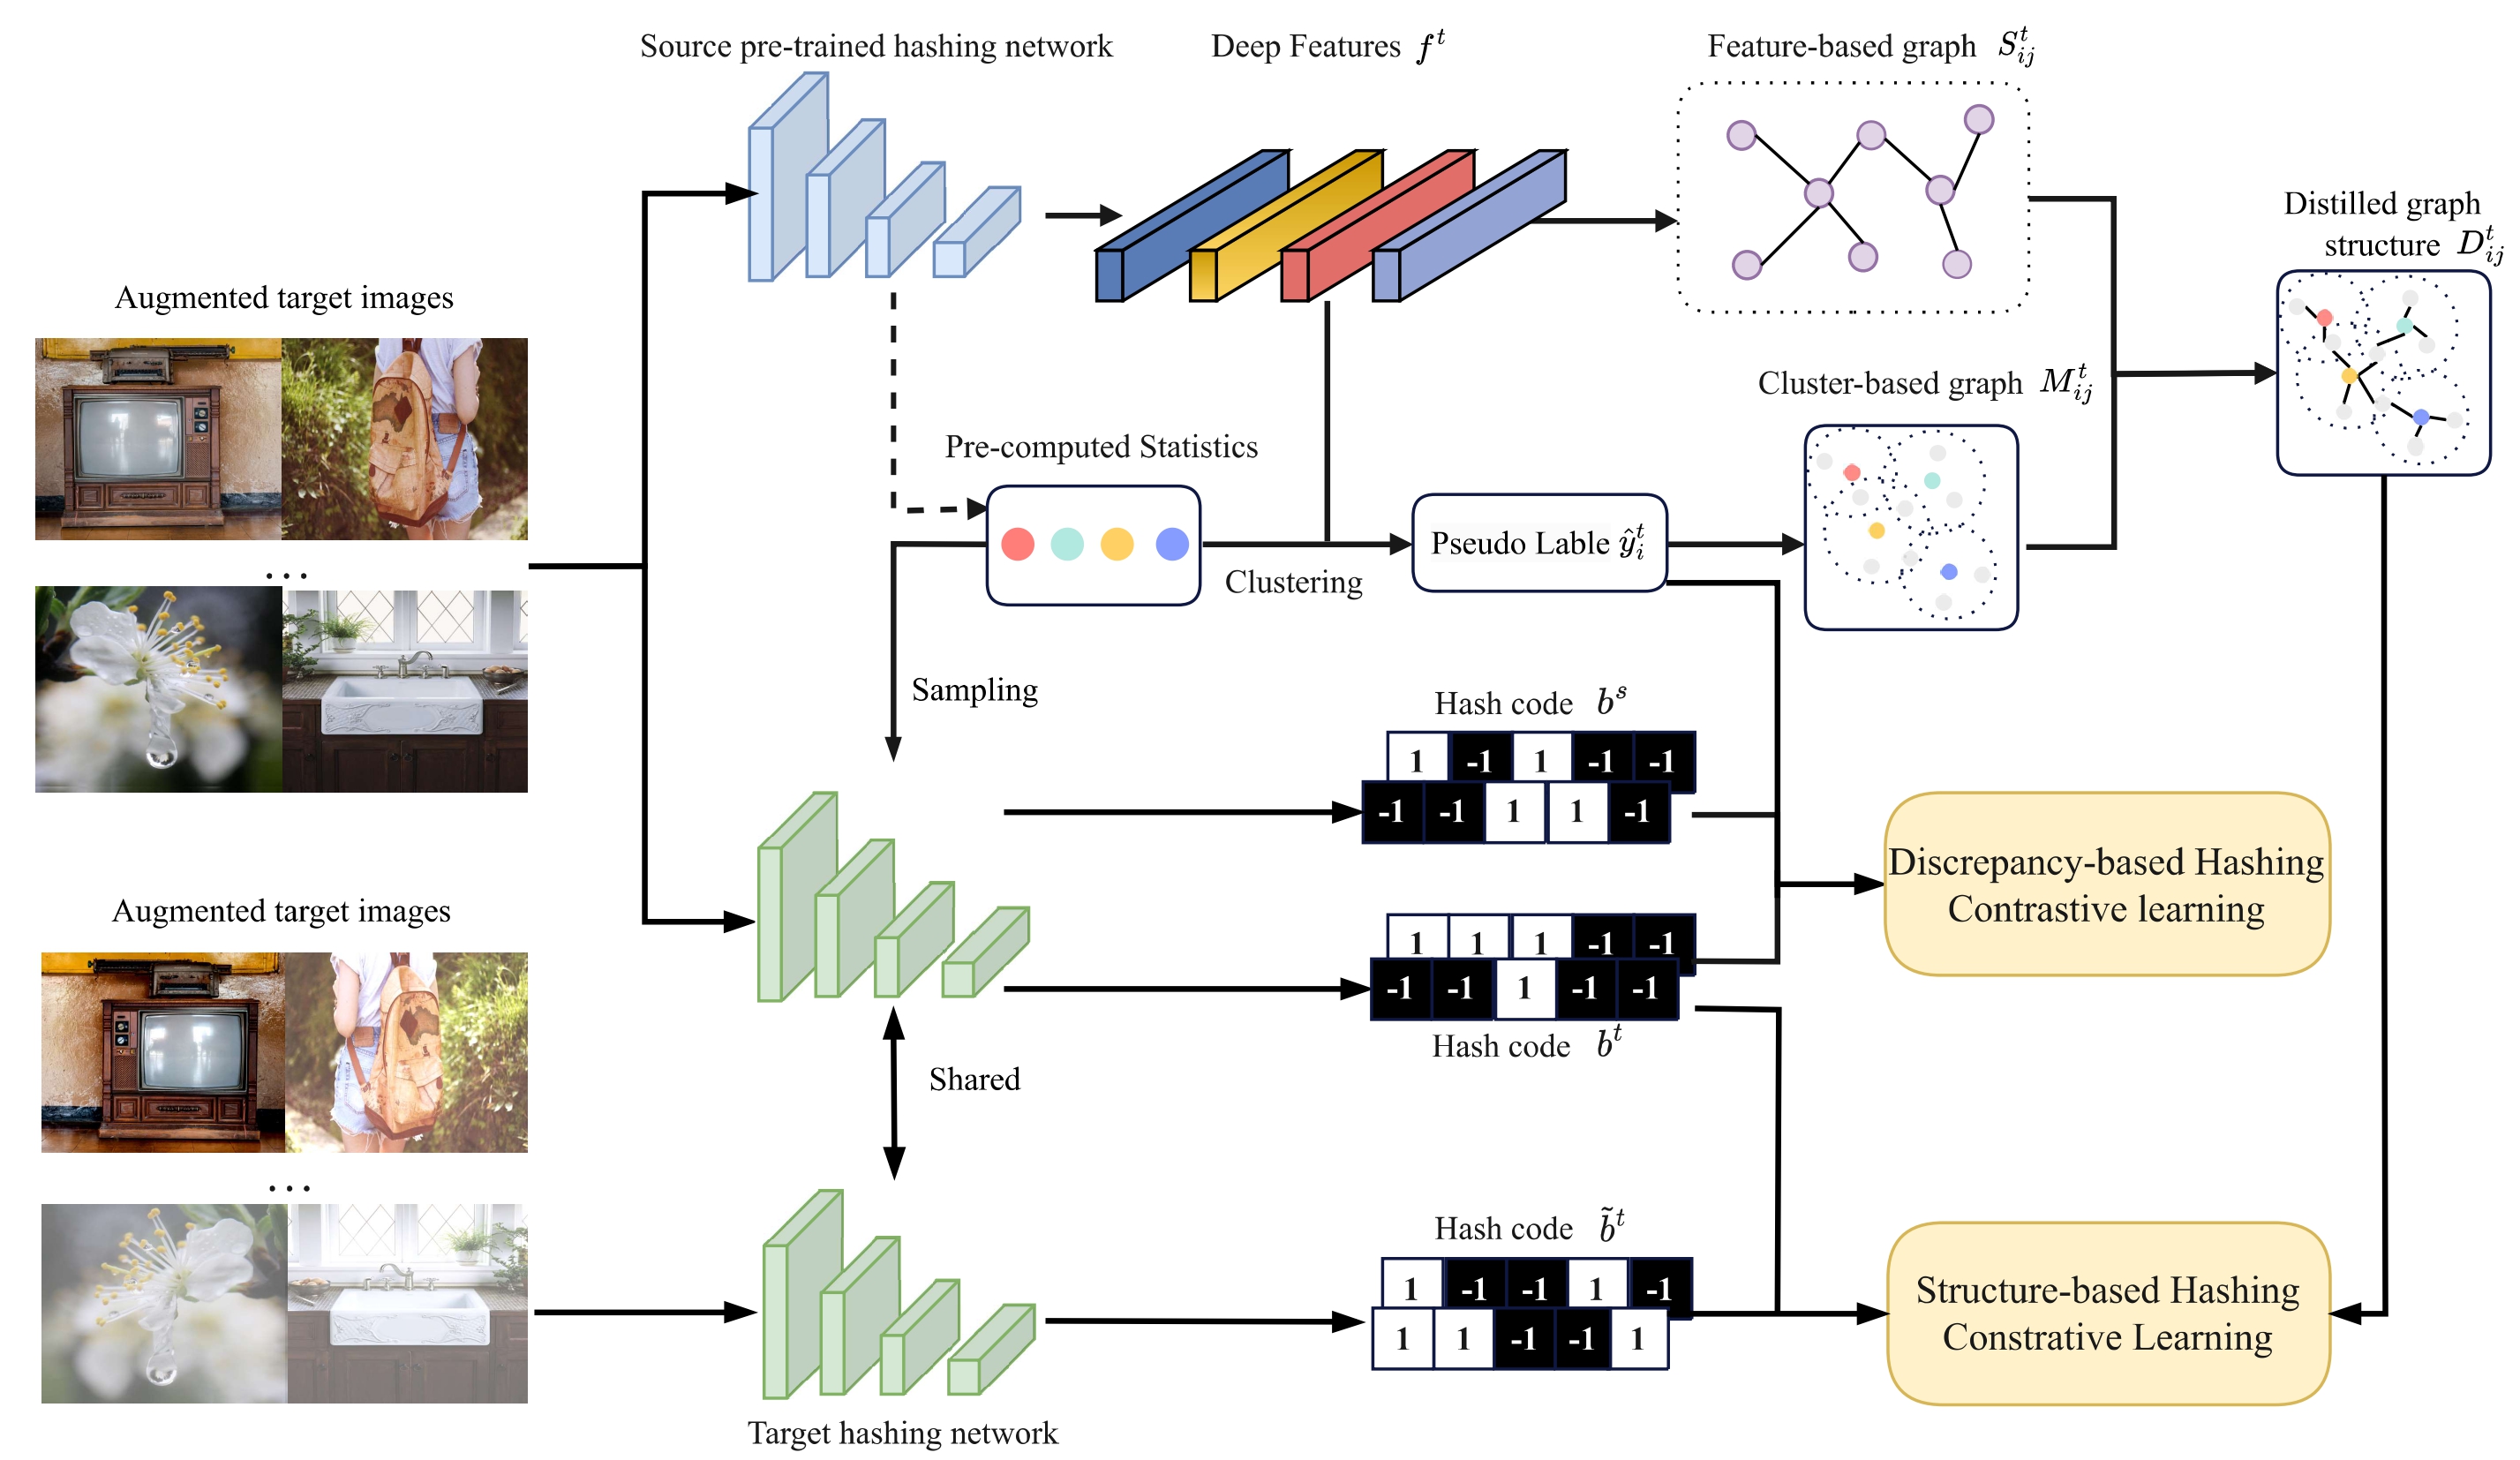 Source pre-trained hashing network
Deep Features f^t
Feature-based graph S_{ij}^t
Distilled graph
structure D_{ij}^t
Augmented target images
...
Cluster-based graph M_{ij}^t
Pre-computed Statistics
Clustering
Pseudo Lable ŷ_i^t
Sampling
Hash code b^s
1 -1 1 -1 -1
-1 -1 1 1 -1
Discrepancy-based Hashing
Contrastive learning
Augmented target images
...
1 1 1 -1 -1
-1 -1 1 -1 -1
Hash code b^t
Shared
Hash code b̃^t
1 -1 -1 1 -1
1 1 -1 -1 1
Structure-based Hashing
Constrative Learning
Target hashing network